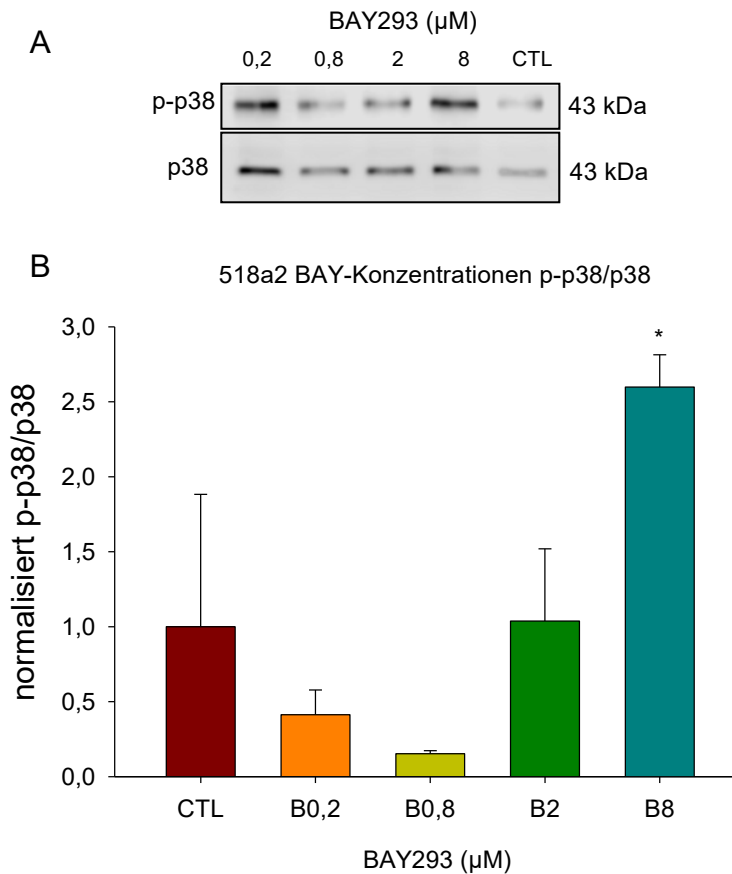 A
BAY293 (µM)
0,2 0,8 2 8 CTL
p-p38 43 kDa
p38 43 kDa
B
518a2 BAY-Konzentrationen p-p38/p38
normalisiert p-p38/p38
3,0
2,5
2,0
1,5
1,0
0,5
0,0
*
CTL B0,2 B0,8 B2 B8
BAY293 (µM)